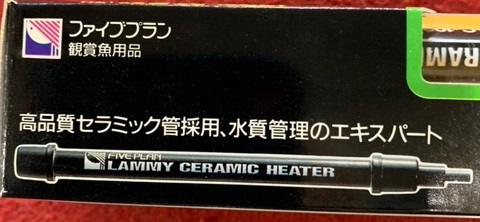 ファイブプラン
観賞魚用品
RAM
高品質セラミック管採用、水質管理のエキスパート
FIVE PLAN
LAMMY CERAMIC HEATER